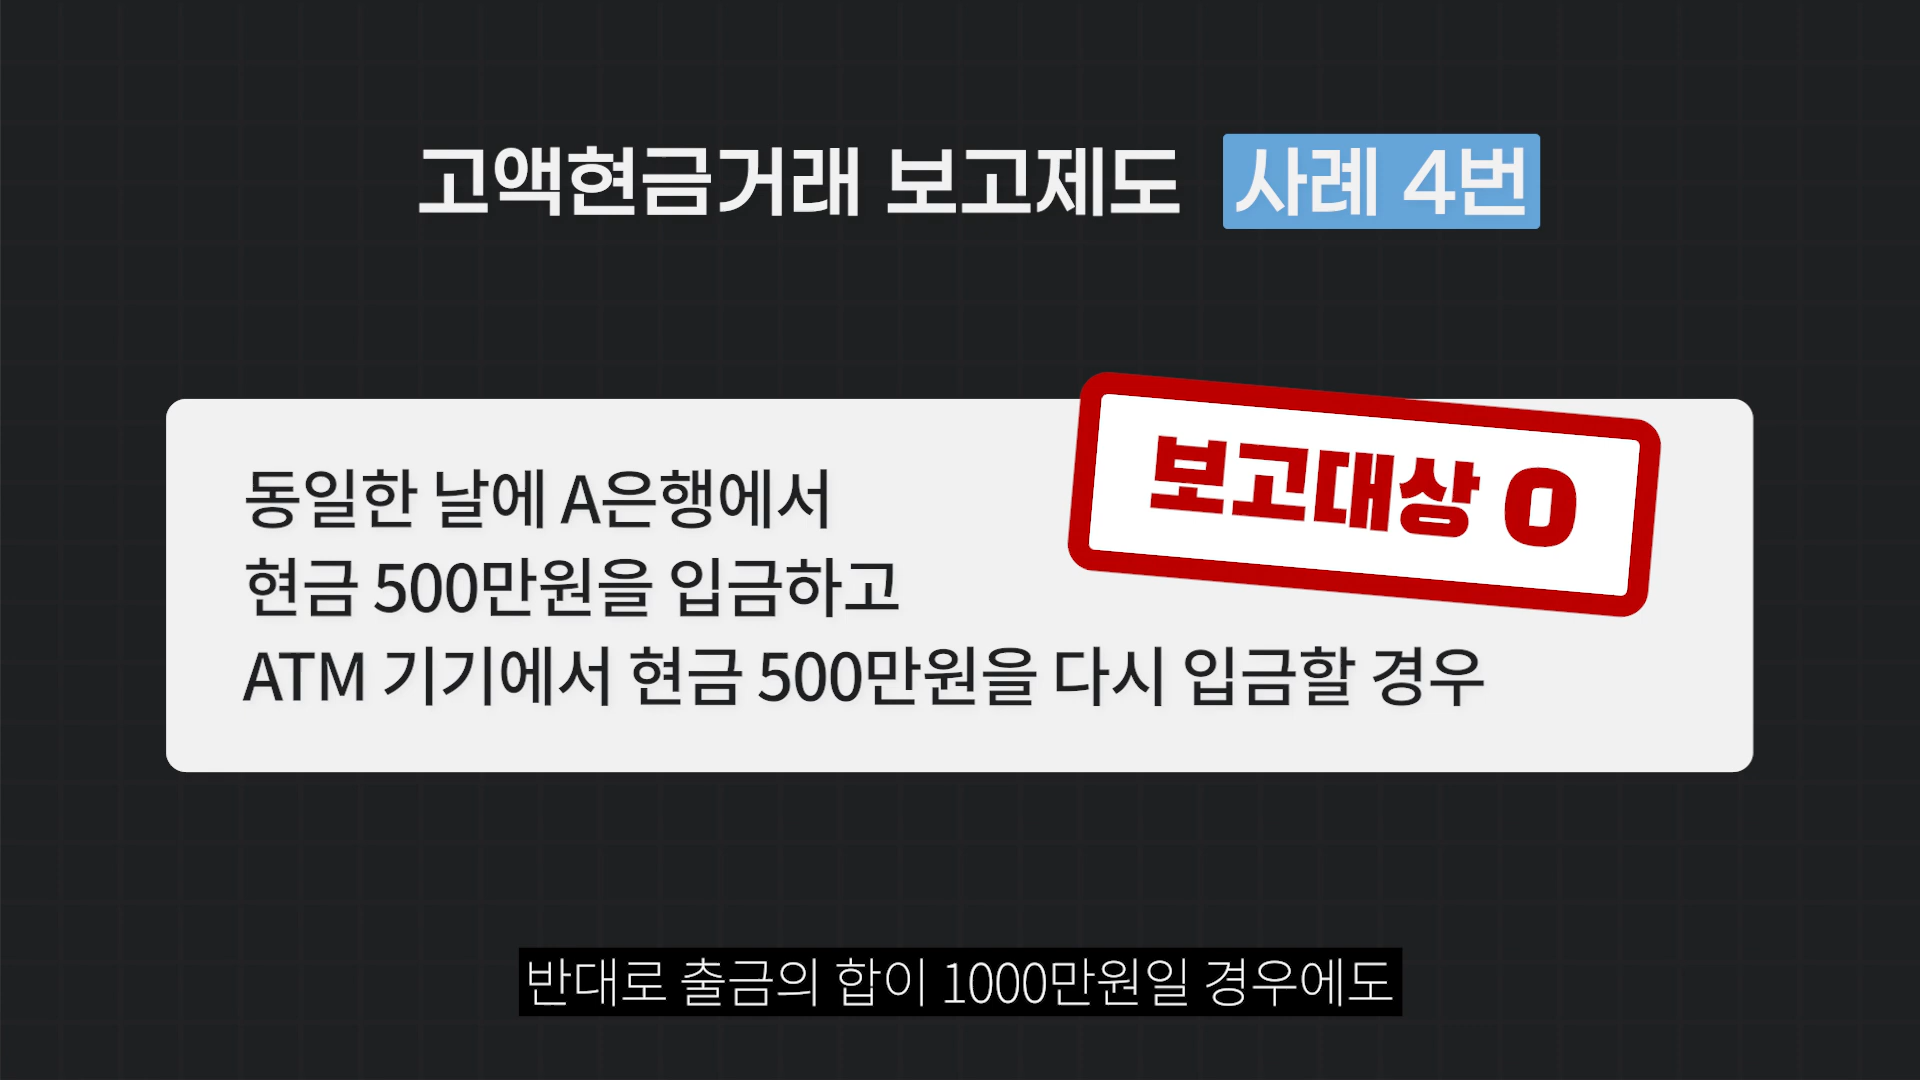 고액현금거래 보고제도 사례 4번
보고대상 O
동일한 날에 A은행에서
현금 500만원을 입금하고
ATM 기기에서 현금 500만원을 다시 입금할 경우
반대로 출금의 합이 1000만원일 경우에도